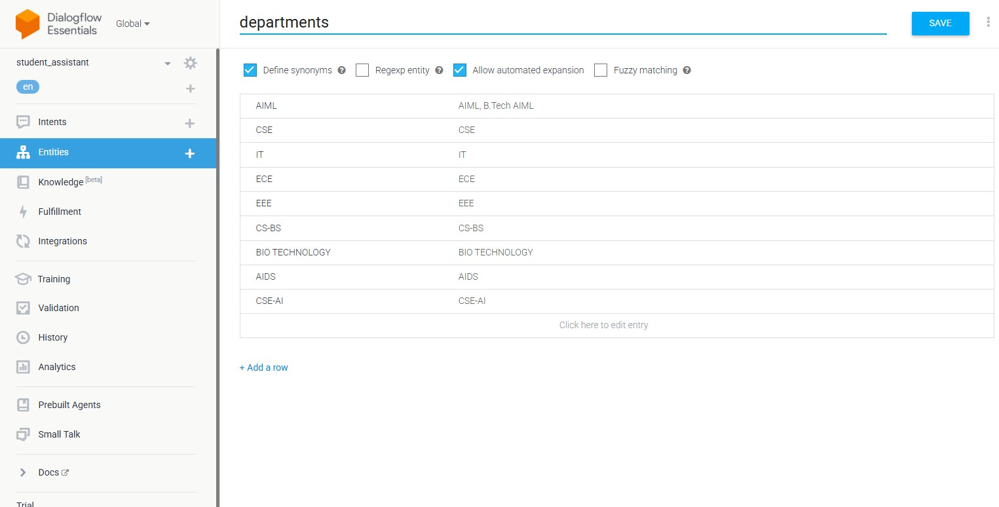 Dialogflow
Essentials
Global
departments
SAVE
student_assistant
en
Define synonyms
Regexp entity
Allow automated expansion
Fuzzy matching
Intents
Entities
Knowledge [beta]
Fulfillment
Integrations
Training
Validation
History
Analytics
Prebuilt Agents
Small Talk
Docs
Trial
AIML AIML, B.Tech AIML
CSE CSE
IT IT
ECE ECE
EEE EEE
CS-BS CS-BS
BIO TECHNOLOGY BIO TECHNOLOGY
AIDS AIDS
CSE-AI CSE-AI
Click here to edit entry
+ Add a row